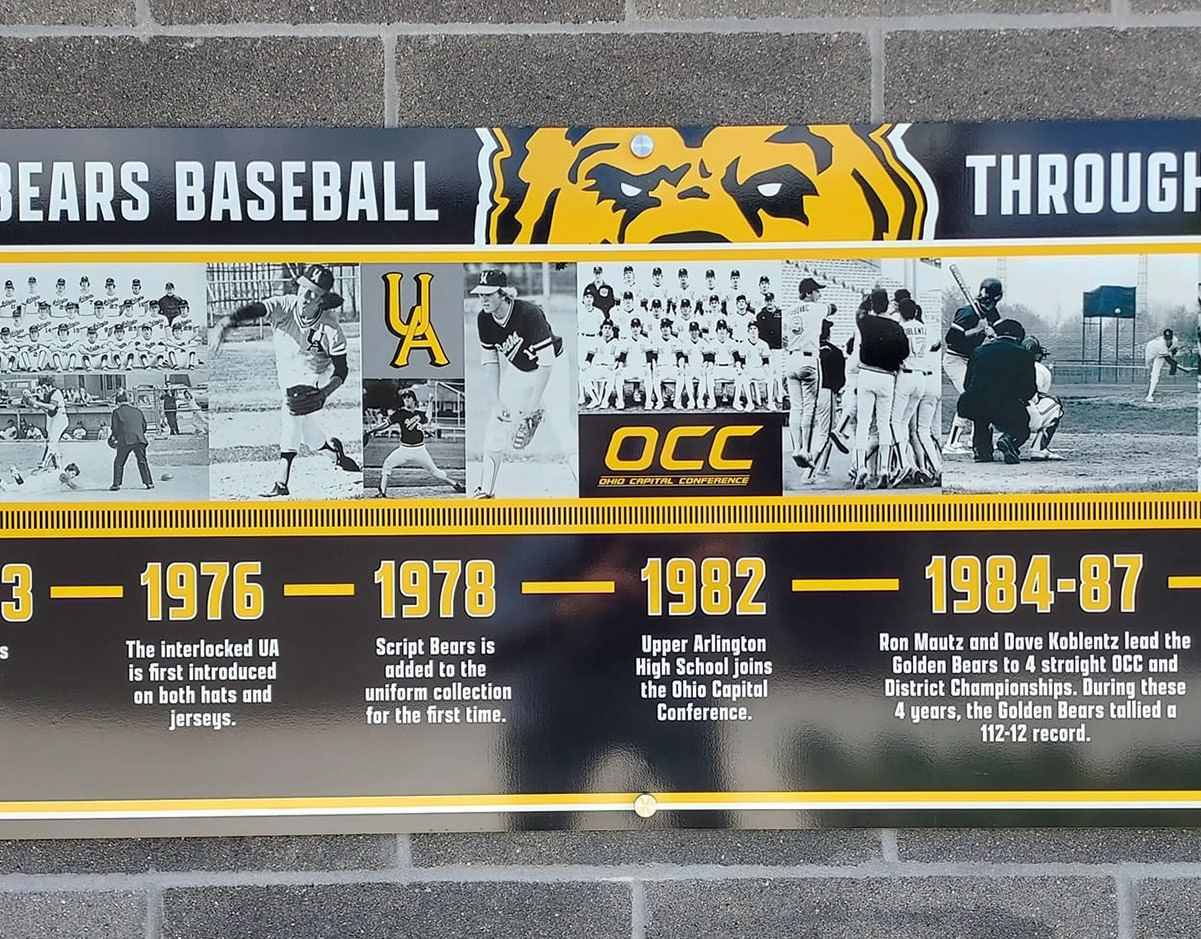 BEARS BASEBALL
THROUGH
UA
OCC
OHIO CAPITAL CONFERENCE
3
s
1976
The interlocked UA
is first introduced
on both hats and
jerseys.
1978
Script Bears is
added to the
uniform collection
for the first time.
1982
Upper Arlington
High School joins
the Ohio Capital
Conference.
1984-87
Ron Mautz and Dave Koblentz lead the
Golden Bears to 4 straight OCC and
District Championships. During these
4 years, the Golden Bears tallied a
112-12 record.